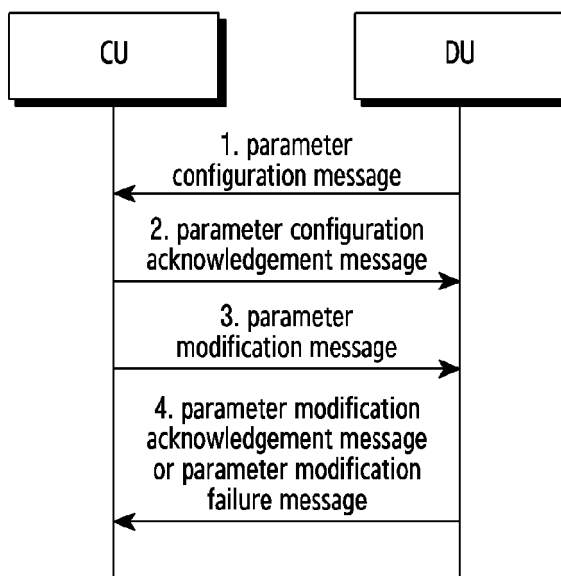 CU
DU
1. parameter
configuration message
2. parameter configuration
acknowledgement message
3. parameter
modification message
4. parameter modification
acknowledgement message
or parameter modification
failure message